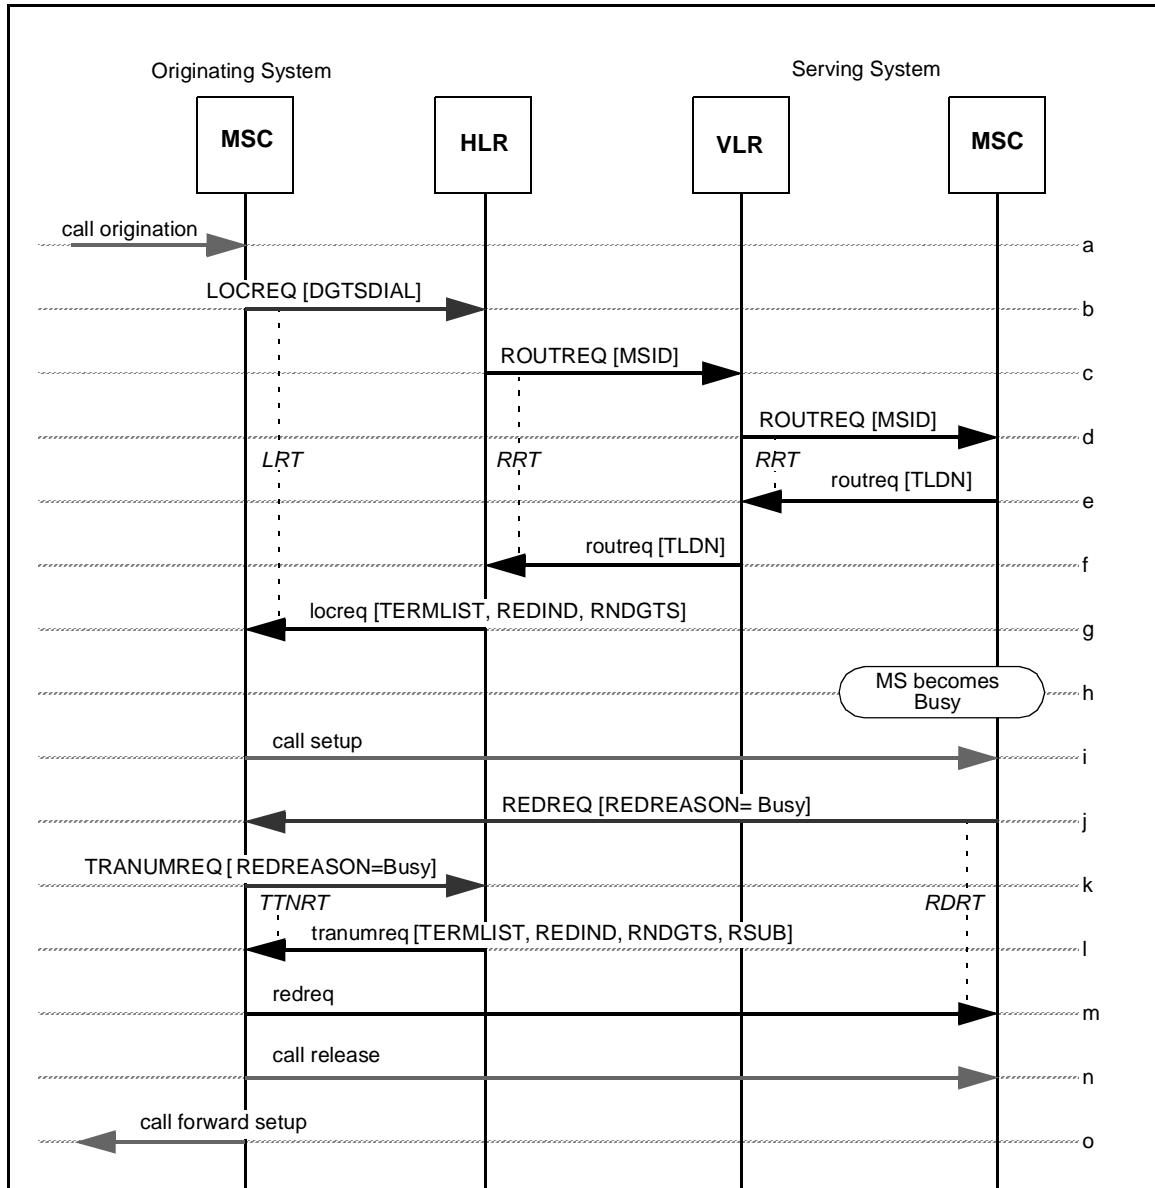 Originating System
Serving System
MSC
HLR
VLR
MSC
call origination
a
LOCREQ [DGTSDIAL]
b
ROUTREQ [MSID]
c
ROUTREQ [MSID]
d
LRT
RRT
RRT
routreq [TLDN]
e
routreq [TLDN]
f
locreq [TERMLIST, REDIND, RNDGTS]
g
MS becomes
Busy
h
call setup
i
REDREQ [REDREASON= Busy]
j
TRANUMREQ [ REDREASON=Busy]
k
TTNRT
RDRT
tranumreq [TERMLIST, REDIND, RNDGTS, RSUB]
l
redreq
m
call release
n
call forward setup
o